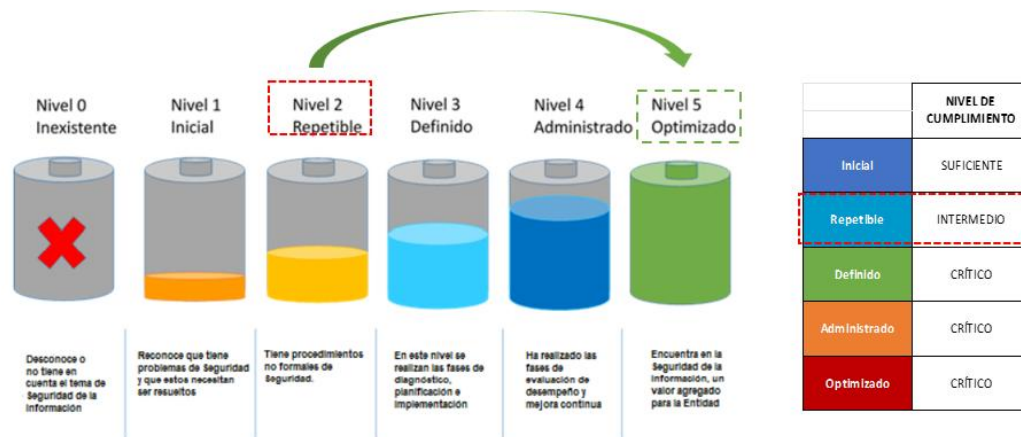 Nivel 0
Inexistente
Nivel 1
Inicial
Nivel 2
Repetible
Nivel 3
Definido
Nivel 4
Administrado
Nivel 5
Optimizado
Desconoce o
no tiene en
cuenta el tema de
Seguridad de la
Información
Reconoce que tiene
problemas de Seguridad
y que estos necesitan
ser resueltos
Tiene procedimientos
no formales de
Seguridad.
En este nivel se
realizan las fases de
diagnóstico,
planificación e
implementación
Ha realizado las
fases de
evaluación de
desempeño y
mejora continua
Encuentra en la
Seguridad de la
Información, un
valor agregado
para la Entidad
NIVEL DE
CUMPLIMIENTO
Inicial SUFICIENTE
Repetible INTERMEDIO
Definido CRÍTICO
Administrado CRÍTICO
Optimizado CRÍTICO